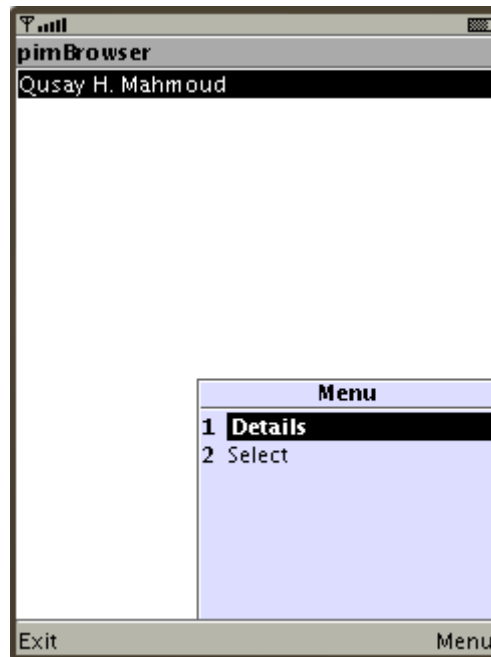 pimBrowser
Qusay H. Mahmoud
Menu
1 Details
2 Select
Exit Menu